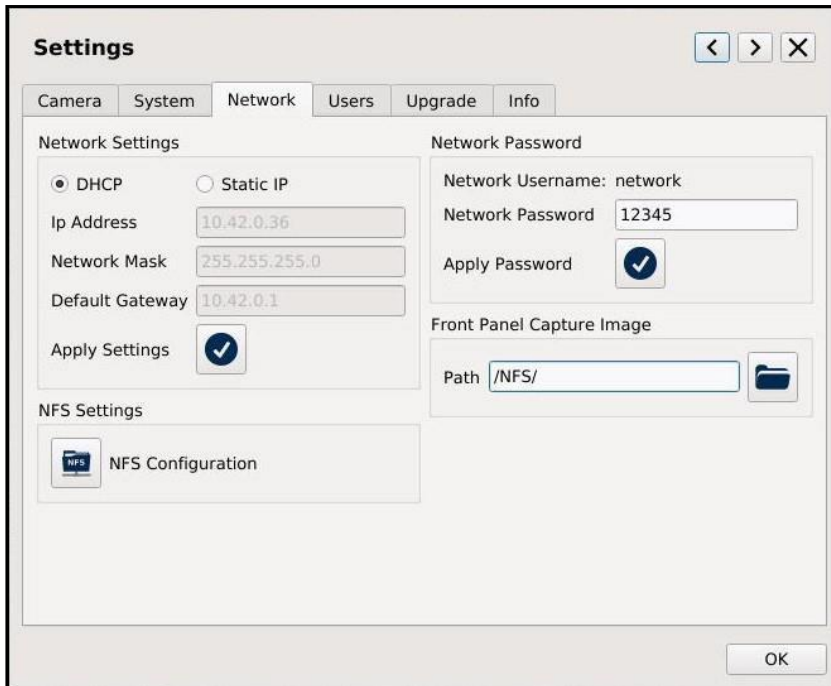 Settings
Camera System Network Users Upgrade Info
Network Settings
DHCP Static IP
Ip Address 10.42.0.36
Network Mask 255.255.255.0
Default Gateway 10.42.0.1
Apply Settings
NFS Settings
NFS NFS Configuration
Network Password
Network Username: network
Network Password 12345
Apply Password
Front Panel Capture Image
Path /NFS/
OK